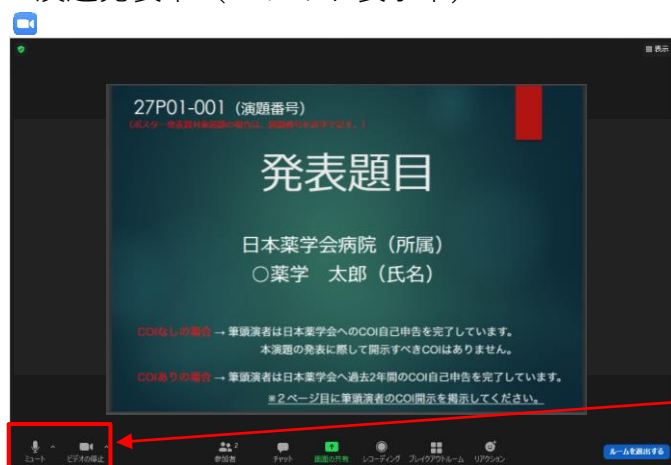 表示
27P01-001（演題番号）
発表題目
日本薬学会病院（所属）
○薬学　太郎（氏名）
COIなしの場合 → 筆頭演者は日本薬学会へのCOI自己申告を完了しています。
本演題の発表に際して開示すべきCOIはありません。
COIありの場合 → 筆頭演者は日本薬学会へ過去2年間のCOI自己申告を完了しています。
※２ページ目に筆頭演者のCOI開示を掲示してください。
ミュート ビデオの停止 参加者 2 チャット 画面の共有 レコーディング ブレイクアウトルーム リアクション ルームを退出する